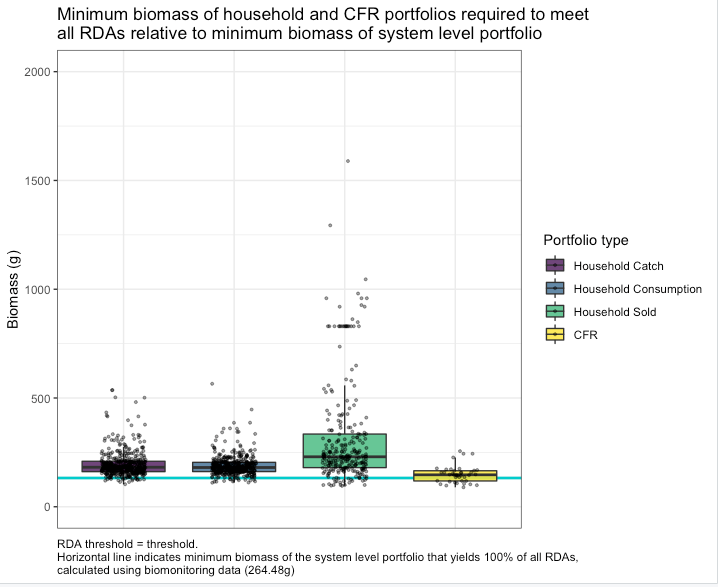 Minimum biomass of household and CFR portfolios required to meet
all RDAs relative to minimum biomass of system level portfolio
2000
1500
1000
500
0
Biomass (g)
Portfolio type
Household Catch
Household Consumption
Household Sold
CFR
RDA threshold = threshold.
Horizontal line indicates minimum biomass of the system level portfolio that yields 100% of all RDAs,
calculated using biomonitoring data (264.48g)